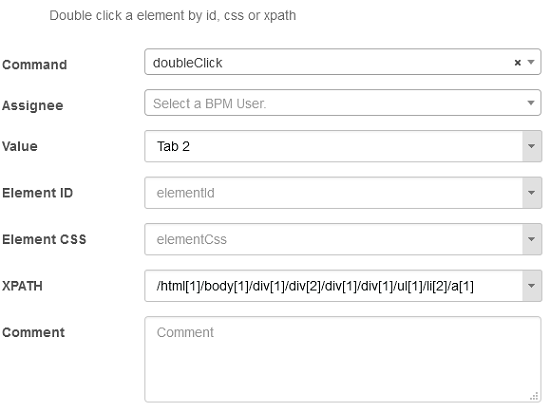 Double click a element by id, css or xpath
Command doubleClick ×
Assignee Select a BPM User.
Value Tab 2
Element ID elementId
Element CSS elementCss
XPATH /html[1]/body[1]/div[1]/div[2]/div[1]/div[1]/ul[1]/li[2]/a[1]
Comment Comment